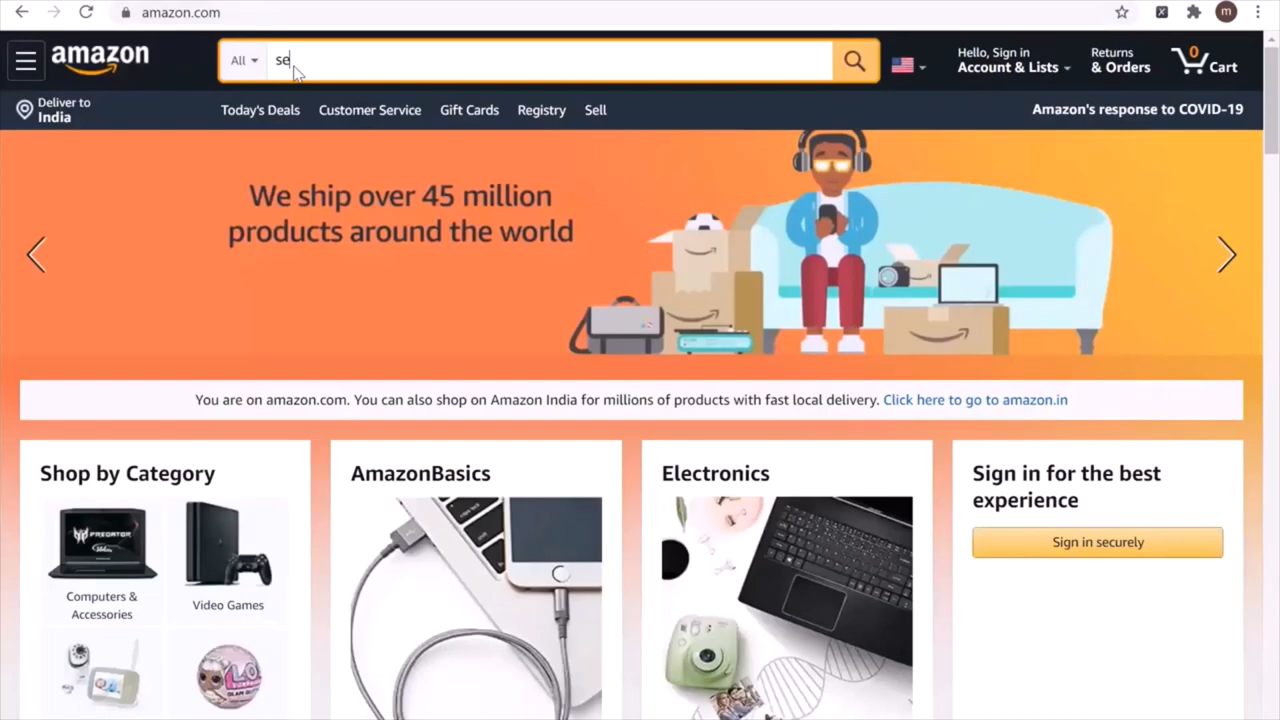 amazon.com
m
amazon
All
se
Hello, Sign in
Account & Lists
Returns
& Orders
0
Cart
Deliver to
India
Today's Deals
Customer Service
Gift Cards
Registry
Sell
Amazon's response to COVID-19
We ship over 45 million
products around the world
You are on amazon.com. You can also shop on Amazon India for millions of products with fast local delivery. Click here to go to amazon.in
Shop by Category
AmazonBasics
Electronics
Sign in for the best
experience
Sign in securely
PREDATOR
Computers &
Accessories
Video Games